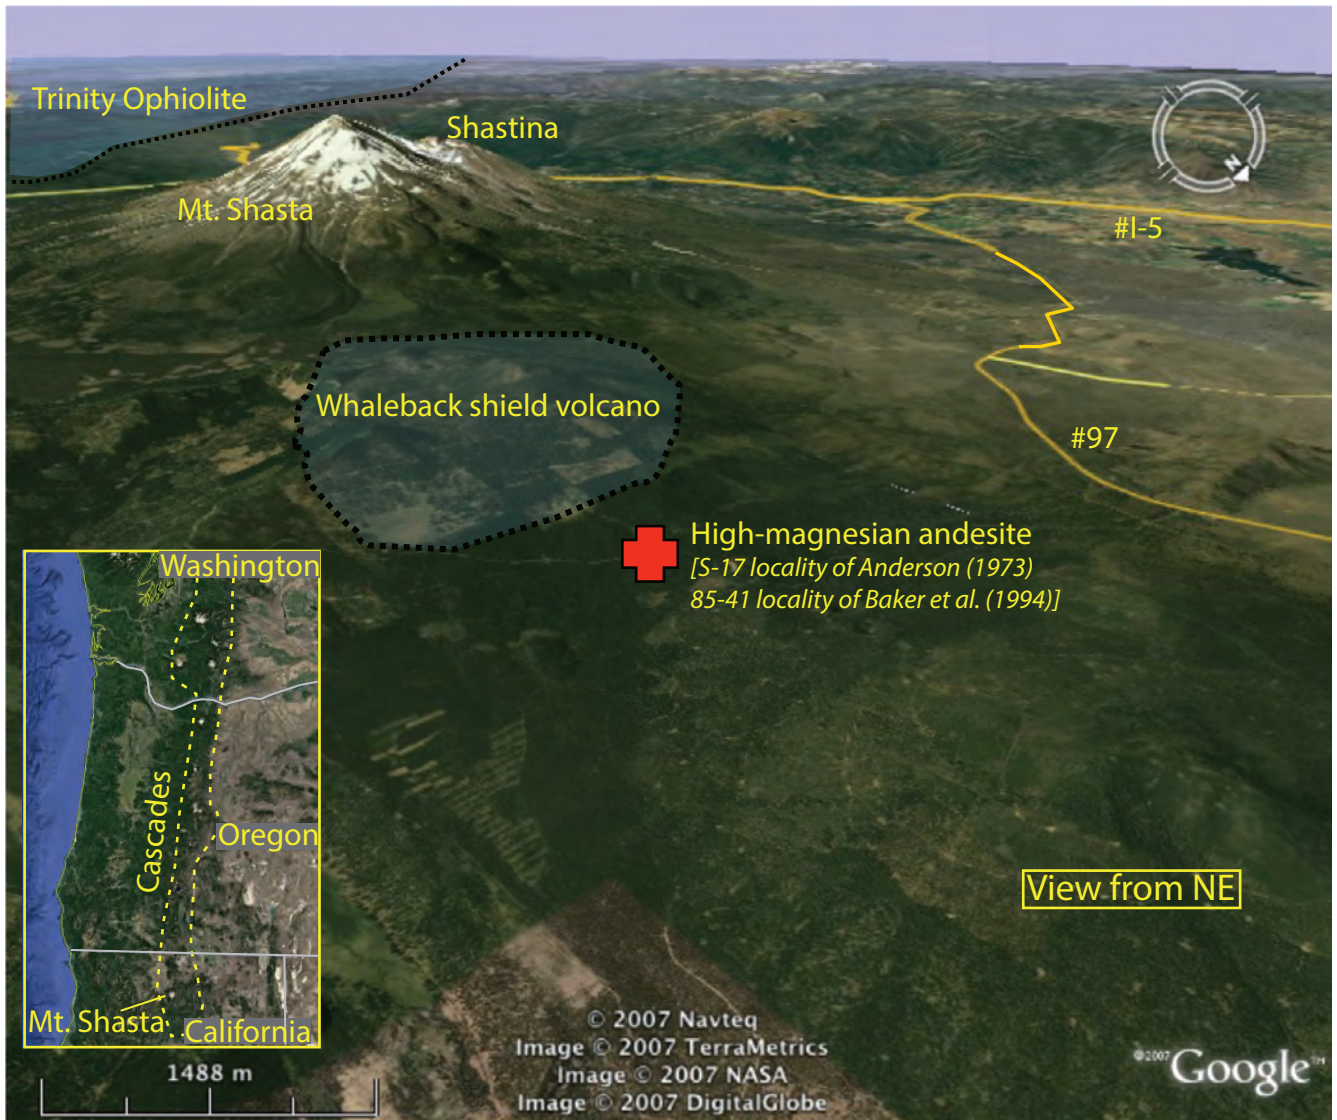 Trinity Ophiolite
Shastina
N
Mt. Shasta
#I-5
Whaleback shield volcano
#97
High-magnesian andesite
[S-17 locality of Anderson (1973)
85-41 locality of Baker et al. (1994)]
Washington
Cascades
Oregon
View from NE
Mt. Shasta
California
1488 m
© 2007 Navteq
Image © 2007 TerraMetrics
Image © 2007 NASA
Image © 2007 DigitalGlobe
©2007 Google™